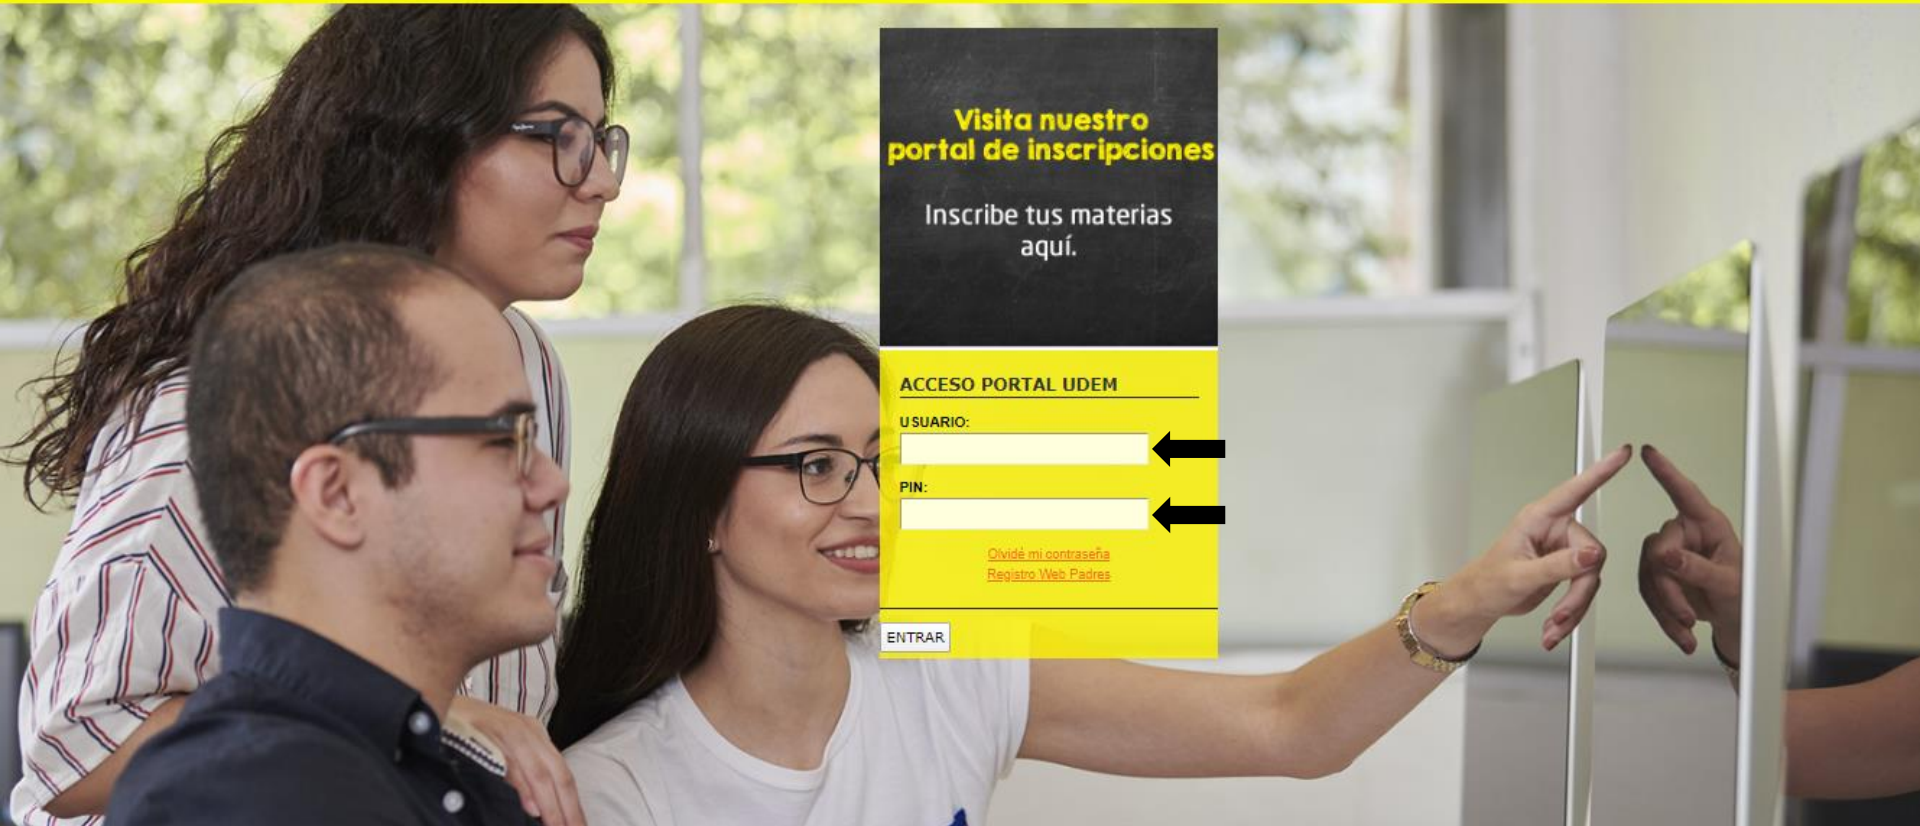 Visita nuestro
portal de inscripciones
Inscribe tus materias
aquí.
ACCESO PORTAL UDEM
USUARIO:
PIN:
Olvidé mi contraseña
Registro Web Padres
ENTRAR